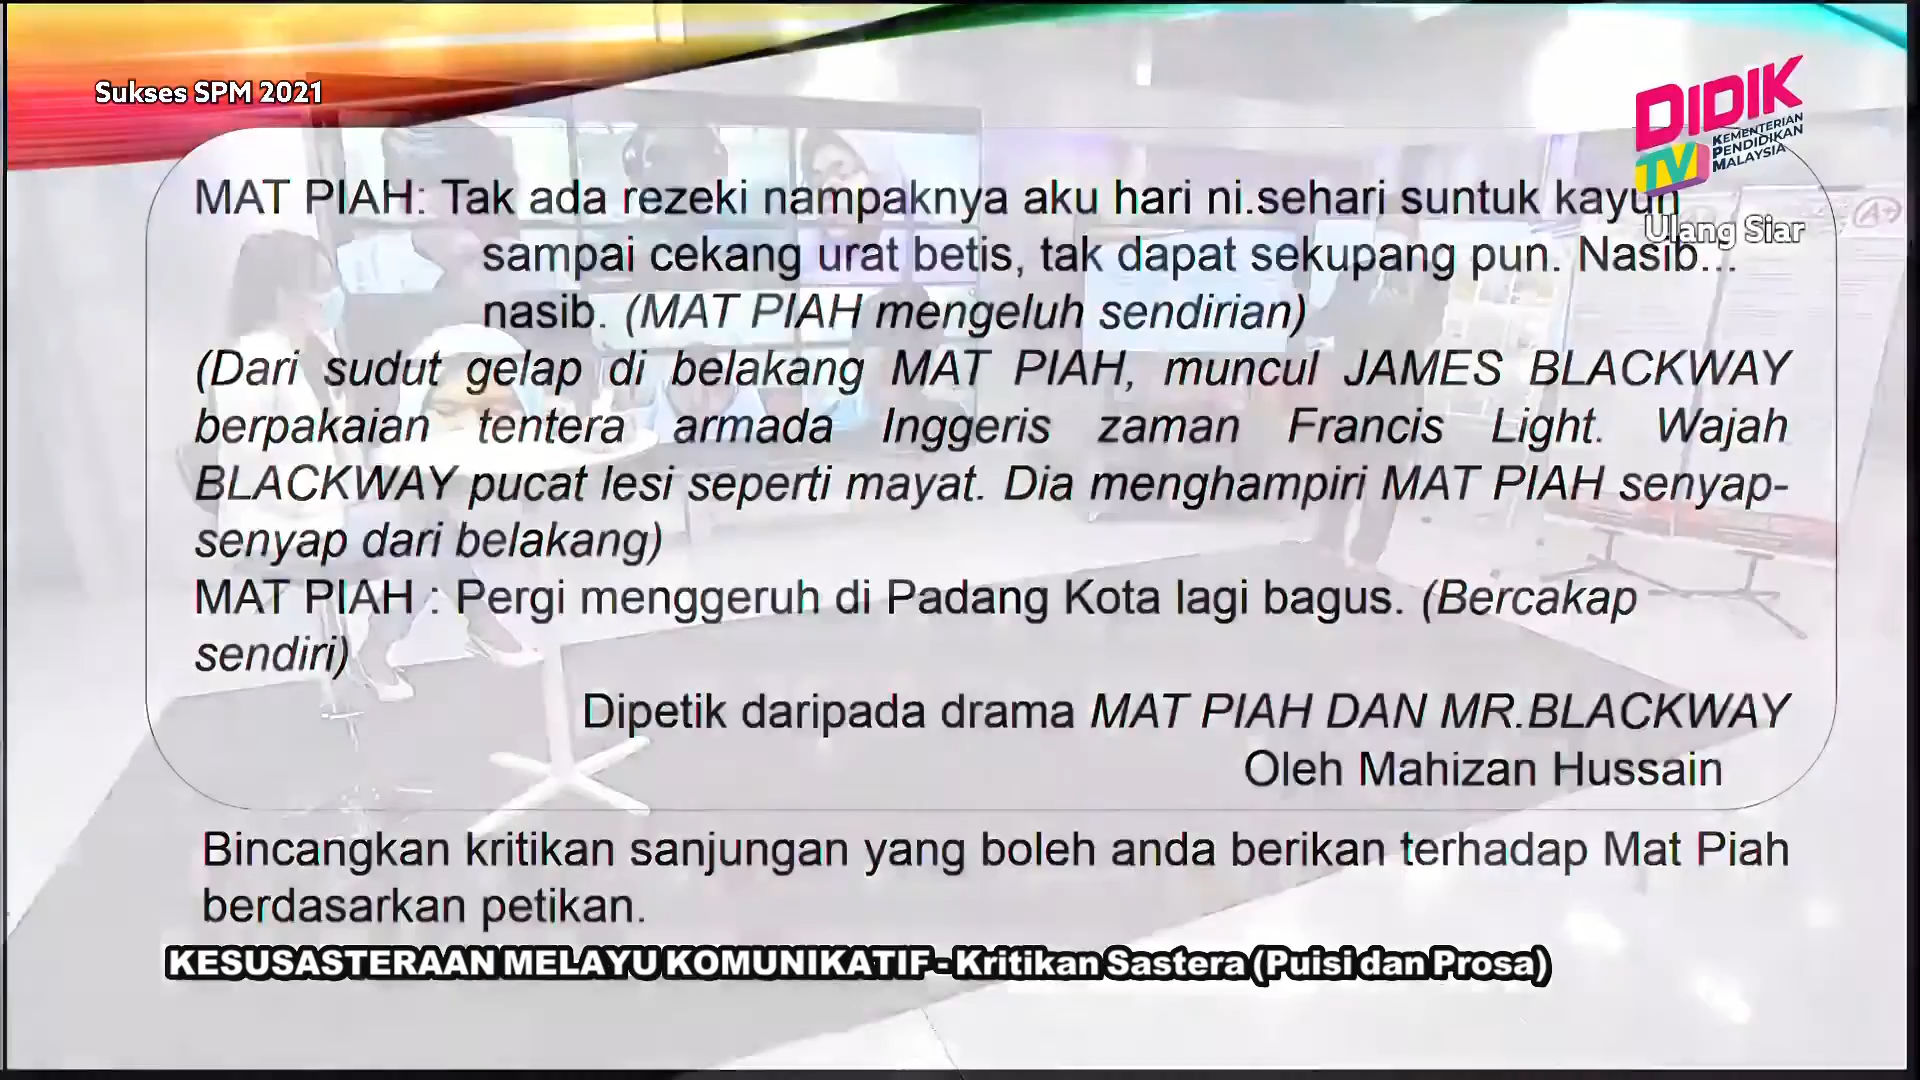 Sukses SPM 2021
DIDIK
TV
KEMENTERIAN
PENDIDIKAN
MALAYSIA
Ulang Siar
A+
MAT PIAH: Tak ada rezeki nampaknya aku hari ni.sehari suntuk kayuh
sampai cekang urat betis, tak dapat sekupang pun. Nasib...
nasib. (MAT PIAH mengeluh sendirian)
(Dari sudut gelap di belakang MAT PIAH, muncul JAMES BLACKWAY
berpakaian tentera armada Inggeris zaman Francis Light. Wajah
BLACKWAY pucat lesi seperti mayat. Dia menghampiri MAT PIAH senyap-
senyap dari belakang)
MAT PIAH : Pergi menggeruh di Padang Kota lagi bagus. (Bercakap
sendiri)
Dipetik daripada drama MAT PIAH DAN MR.BLACKWAY
Oleh Mahizan Hussain
Bincangkan kritikan sanjungan yang boleh anda berikan terhadap Mat Piah
berdasarkan petikan.
KESUSASTERAAN MELAYU KOMUNIKATIF - Kritikan Sastera (Puisi dan Prosa)